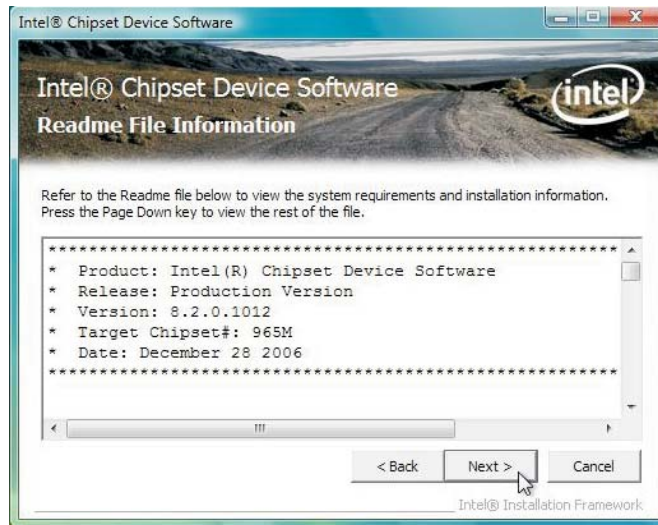 Intel® Chipset Device Software
Intel® Chipset Device Software
Readme File Information
intel
Refer to the Readme file below to view the system requirements and installation information.
Press the Page Down key to view the rest of the file.
************************************************************
* Product: Intel(R) Chipset Device Software
* Release: Production Version
* Version: 8.2.0.1012
* Target Chipset#: 965M
* Date: December 28 2006
************************************************************
< Back Next > Cancel
Intel® Installation Framework